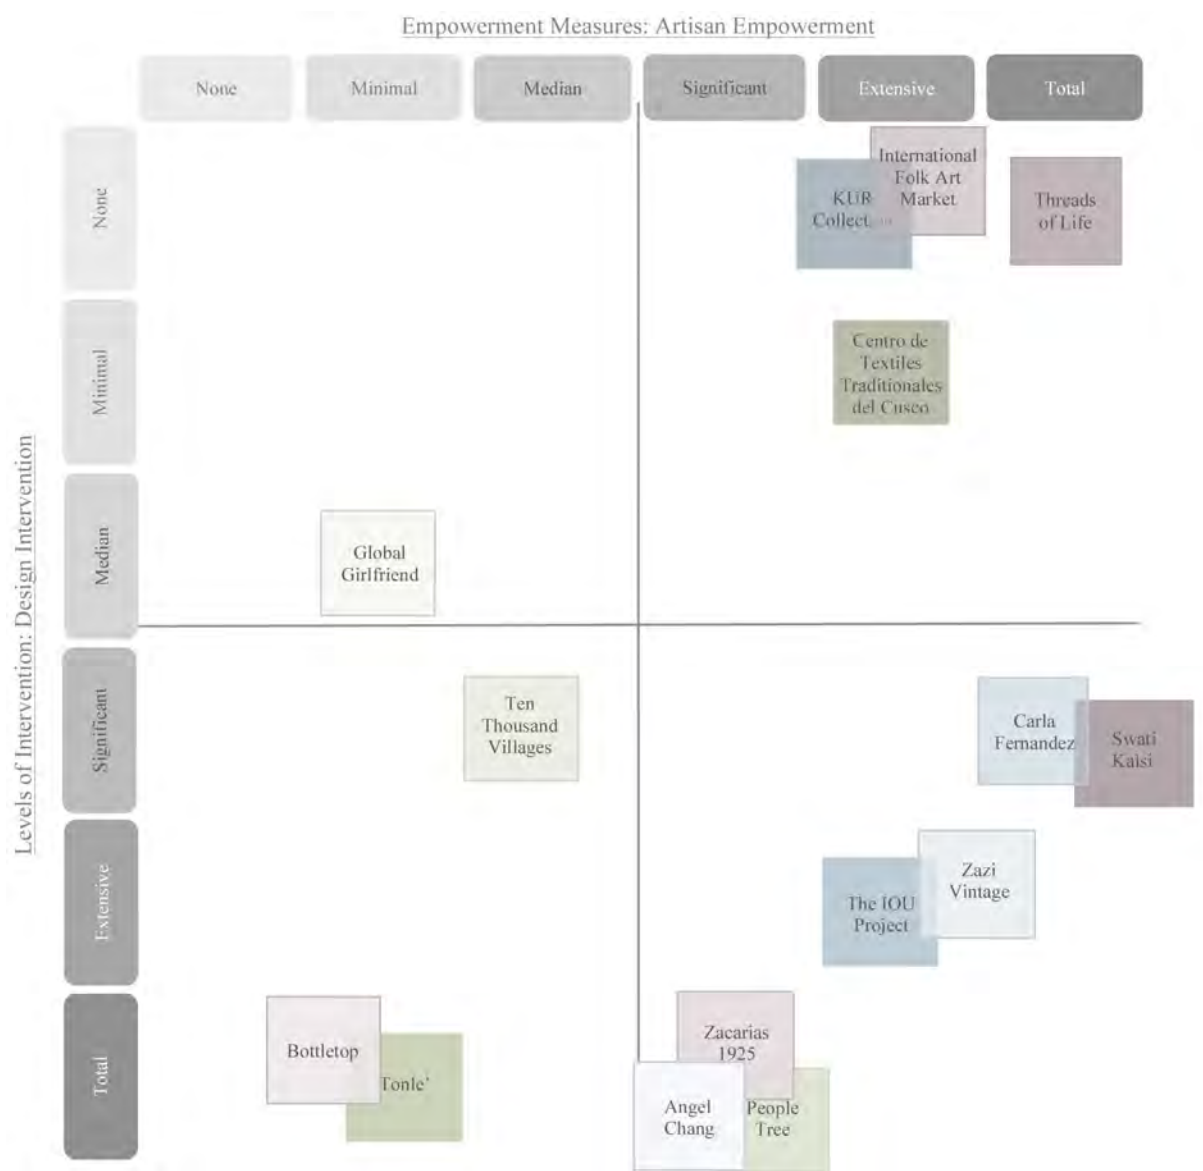 Empowerment Measures: Artisan Empowerment
None
Minimal
Median
Significant
Extensive
Total
Levels of Intervention: Design Intervention
None
Minimal
Median
Significant
Extensive
Total
KUR
Collection
International
Folk Art
Market
Threads
of Life
Centro de
Textiles
Traditionales
del Cusco
Global
Girlfriend
Ten
Thousand
Villages
Carla
Fernandez
Swati
Kaisi
The IOU
Project
Zazi
Vintage
Bottletop
Tonle'
Zacarias
1925
Angel
Chang
People
Tree